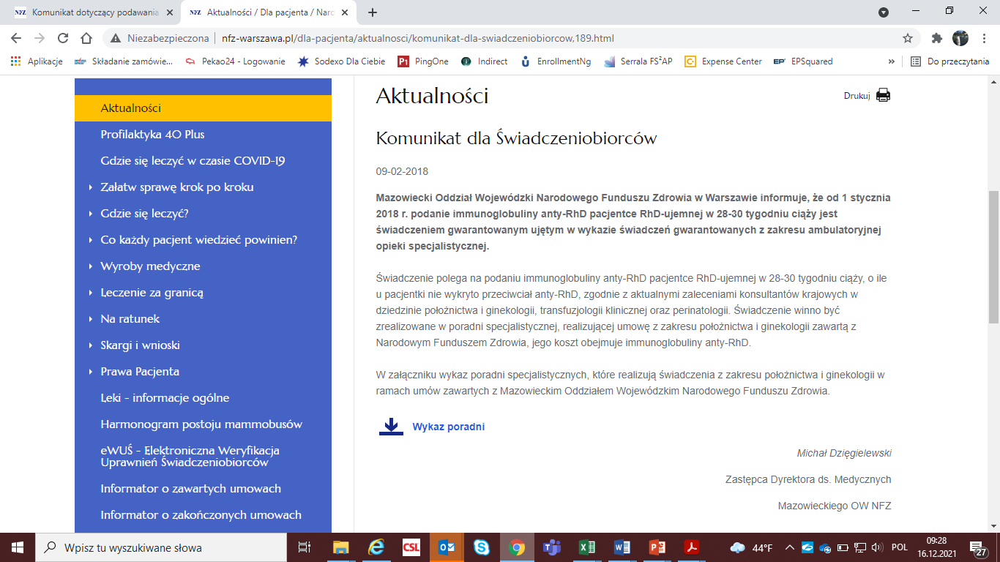 NFZ Komunikat dotyczący podawania
NFZ Aktualności / Dla pacjenta / Naro
Niezabezpieczona | nfz-warszawa.pl/dla-pacjenta/aktualnosci/komunikat-dla-swiadczeniobiorcow,189.html
Aplikacje Składanie zamówie... Pekao24 - Logowanie Sodexo Dla Ciebie P1 PingOne Indirect EnrollmentNg Serrala FS²AP Expense Center EP² EPSquared » Do przeczytania
Aktualności
Profilaktyka 40 Plus
Gdzie się leczyć w czasie COVID-19
Załatw sprawę krok po kroku
Gdzie się leczyć?
Co każdy pacjent wiedzieć powinien?
Wyroby medyczne
Leczenie za granicą
Na ratunek
Skargi i wnioski
Prawa Pacjenta
Leki - informacje ogólne
Harmonogram postoju mammobusów
eWUŚ - Elektroniczna Weryfikacja
Uprawnień Świadczeniobiorców
Informator o zawartych umowach
Informator o zakończonych umowach
Aktualności
Drukuj
Komunikat dla Świadczeniobiorców
09-02-2018
Mazowiecki Oddział Wojewódzki Narodowego Funduszu Zdrowia w Warszawie informuje, że od 1 stycznia
2018 r. podanie immunoglobuliny anty-RhD pacjentce RhD-ujemnej w 28-30 tygodniu ciąży jest
świadczeniem gwarantowanym ujętym w wykazie świadczeń gwarantowanych z zakresu ambulatoryjnej
opieki specjalistycznej.
Świadczenie polega na podaniu immunoglobuliny anty-RhD pacjentce RhD-ujemnej w 28-30 tygodniu ciąży, o ile
u pacjentki nie wykryto przeciwciał anty-RhD, zgodnie z aktualnymi zaleceniami konsultantów krajowych w
dziedzinie położnictwa i ginekologii, transfuzjologii klinicznej oraz perinatologii. Świadczenie winno być
zrealizowane w poradni specjalistycznej, realizującej umowę z zakresu położnictwa i ginekologii zawartą z
Narodowym Funduszem Zdrowia, jego koszt obejmuje immunoglobuliny anty-RhD.
W załączniku wykaz poradni specjalistycznych, które realizują świadczenia z zakresu położnictwa i ginekologii w
ramach umów zawartych z Mazowieckim Oddziałem Wojewódzkim Narodowego Funduszu Zdrowia.
Wykaz poradni
Michał Dzięgielewski
Zastępca Dyrektora ds. Medycznych
Mazowieckiego OW NFZ
Wpisz tu wyszukiwane słowa
CSL
44°F
POL
09:28
16.12.2021
27